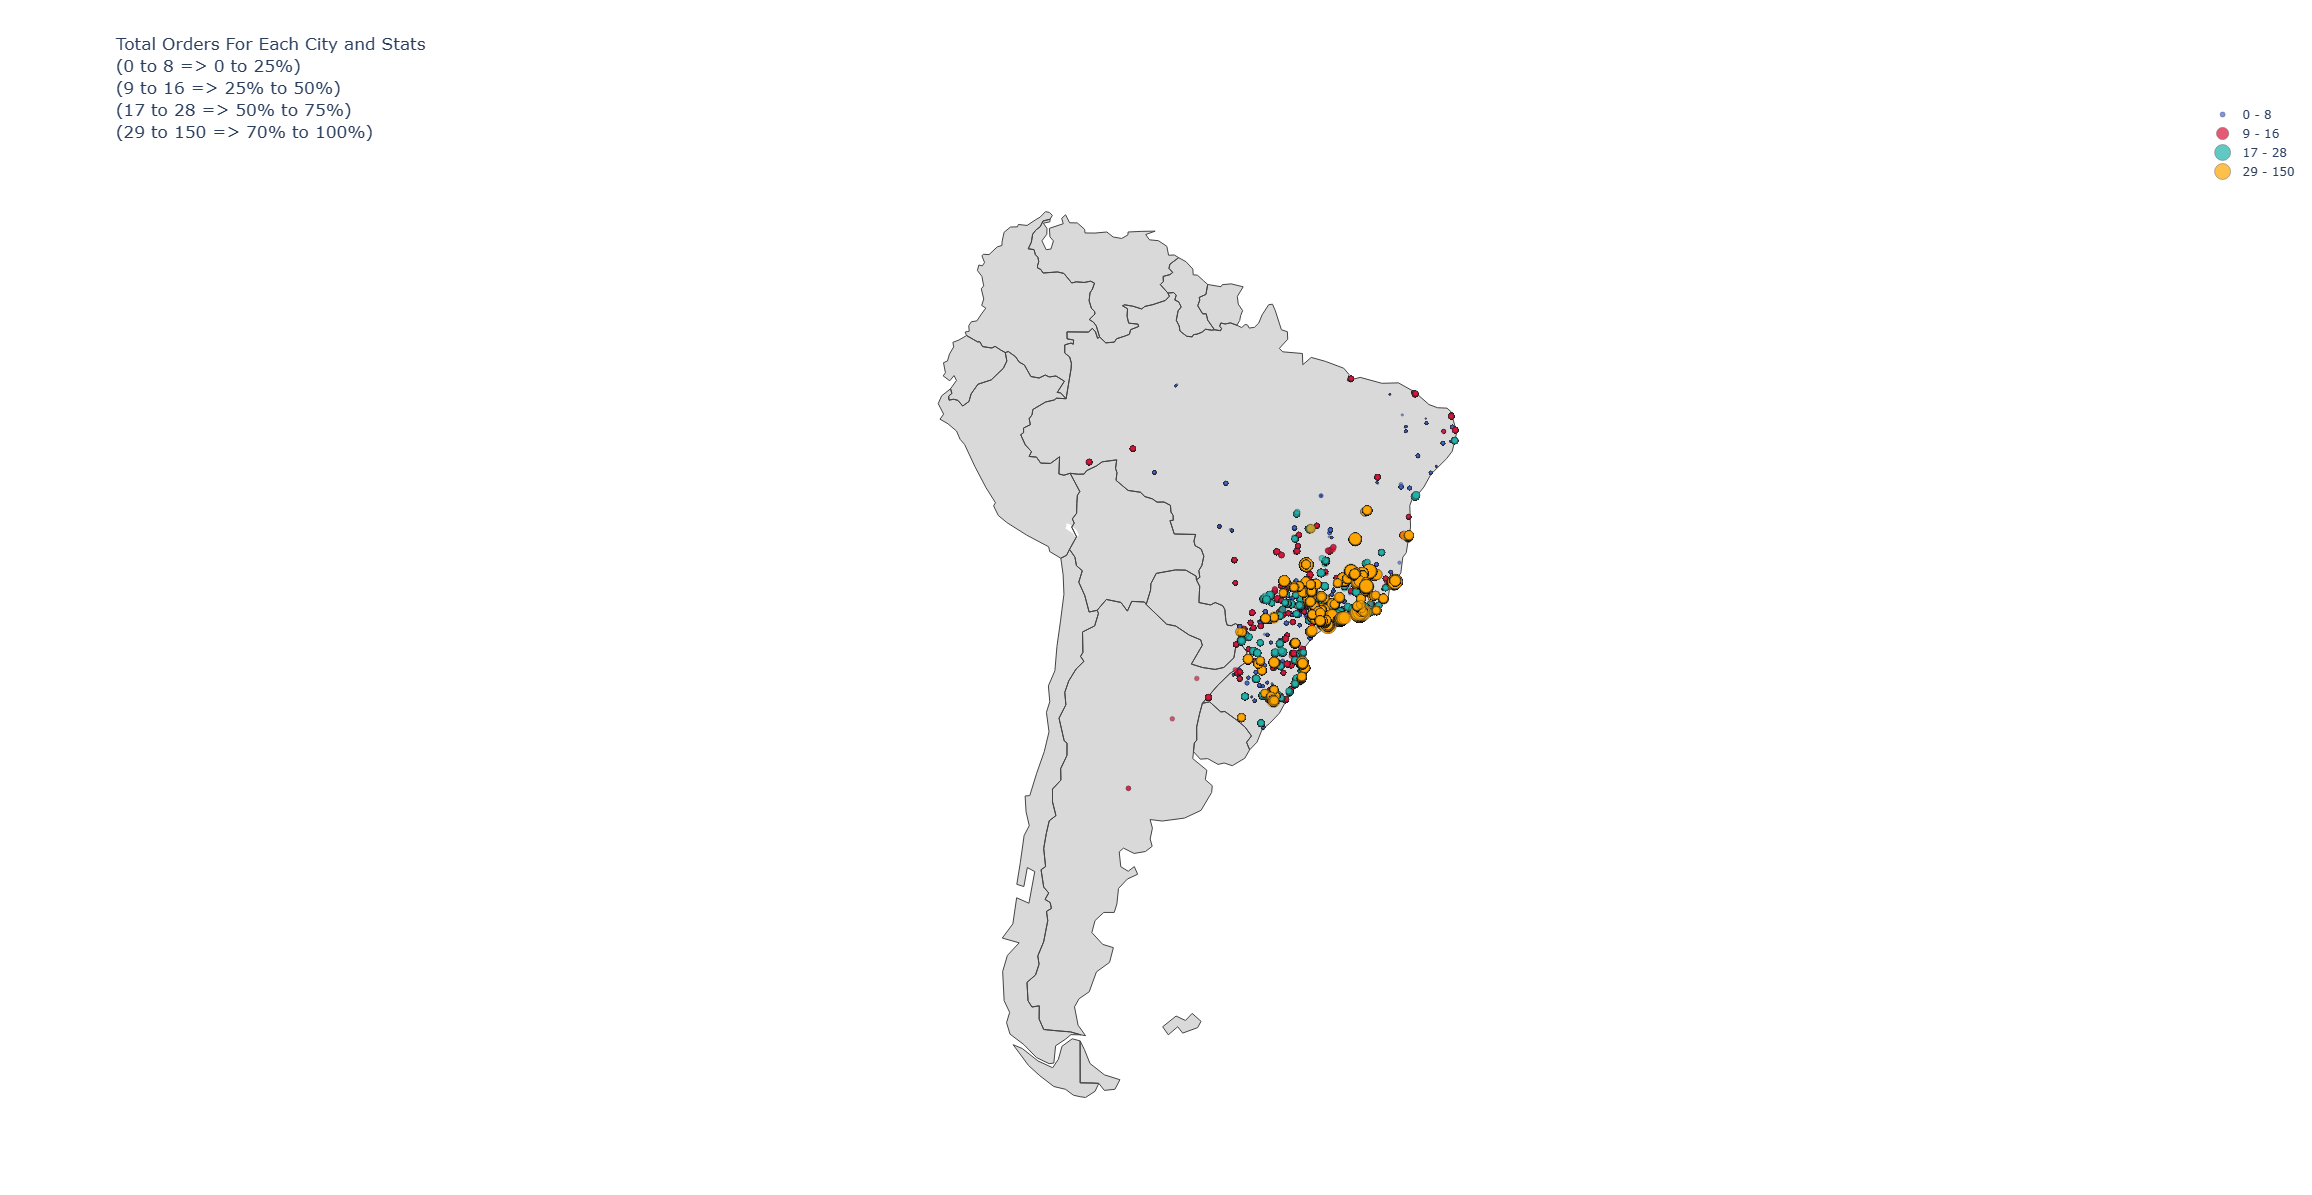 Total Orders For Each City and Stats
(0 to 8 => 0 to 25%)
(9 to 16 => 25% to 50%)
(17 to 28 => 50% to 75%)
(29 to 150 => 70% to 100%)
0 - 8
9 - 16
17 - 28
29 - 150